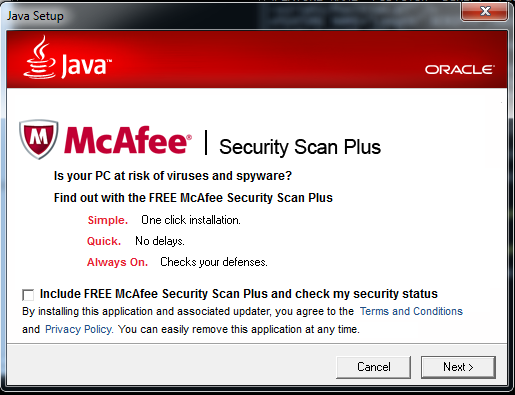 Java Setup
Java™
ORACLE®
McAfee® | Security Scan Plus
Is your PC at risk of viruses and spyware?
Find out with the FREE McAfee Security Scan Plus
Simple. One click installation.
Quick. No delays.
Always On. Checks your defenses.
Include FREE McAfee Security Scan Plus and check my security status
By installing this application and associated updater, you agree to the Terms and Conditions
and Privacy Policy. You can easily remove this application at any time.
Cancel
Next >